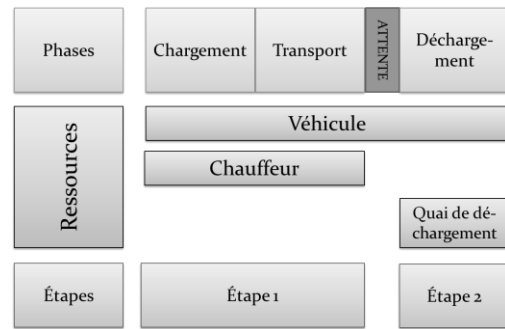 Phases
Chargement
Transport
ATTENTE
Décharge-
ment
Ressources
Véhicule
Chauffeur
Quai de dé-
chargement
Étapes
Étape 1
Étape 2